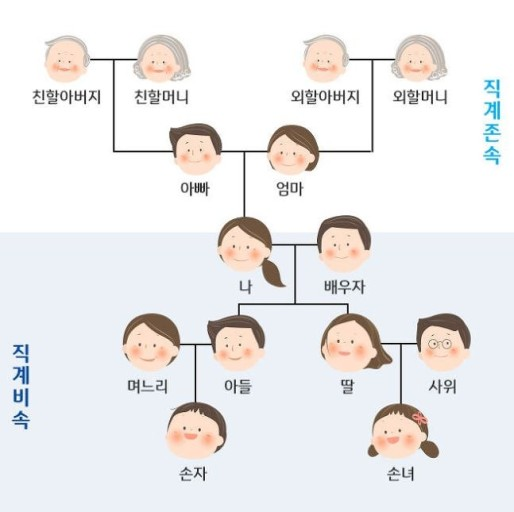 친할아버지 친할머니 외할아버지 외할머니
직계존속
아빠 엄마
나 배우자
직계비속
며느리 아들 딸 사위
손자 손녀